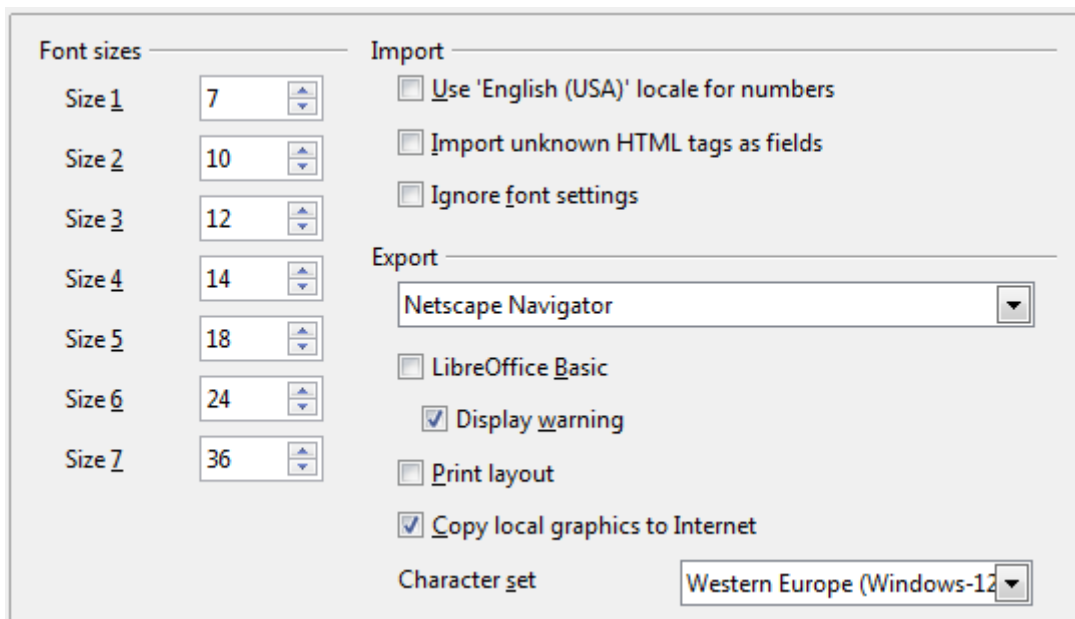 Font sizes
Size 1 7
Size 2 10
Size 3 12
Size 4 14
Size 5 18
Size 6 24
Size 7 36
Import
Use 'English (USA)' locale for numbers
Import unknown HTML tags as fields
Ignore font settings
Export
Netscape Navigator
LibreOffice Basic
Display warning
Print layout
Copy local graphics to Internet
Character set Western Europe (Windows-12